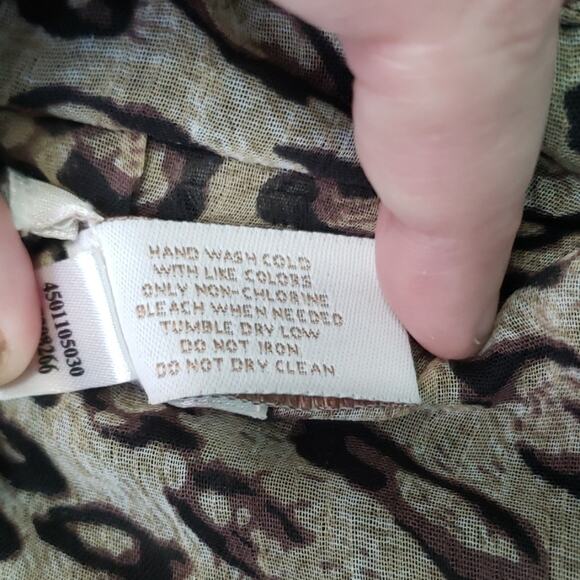 HAND WASH COLD
WITH LIKE COLORS
ONLY NON-CHLORINE
BLEACH WHEN NEEDED
TUMBLE DRY LOW
DO NOT IRON
DO NOT DRY CLEAN
4501105030